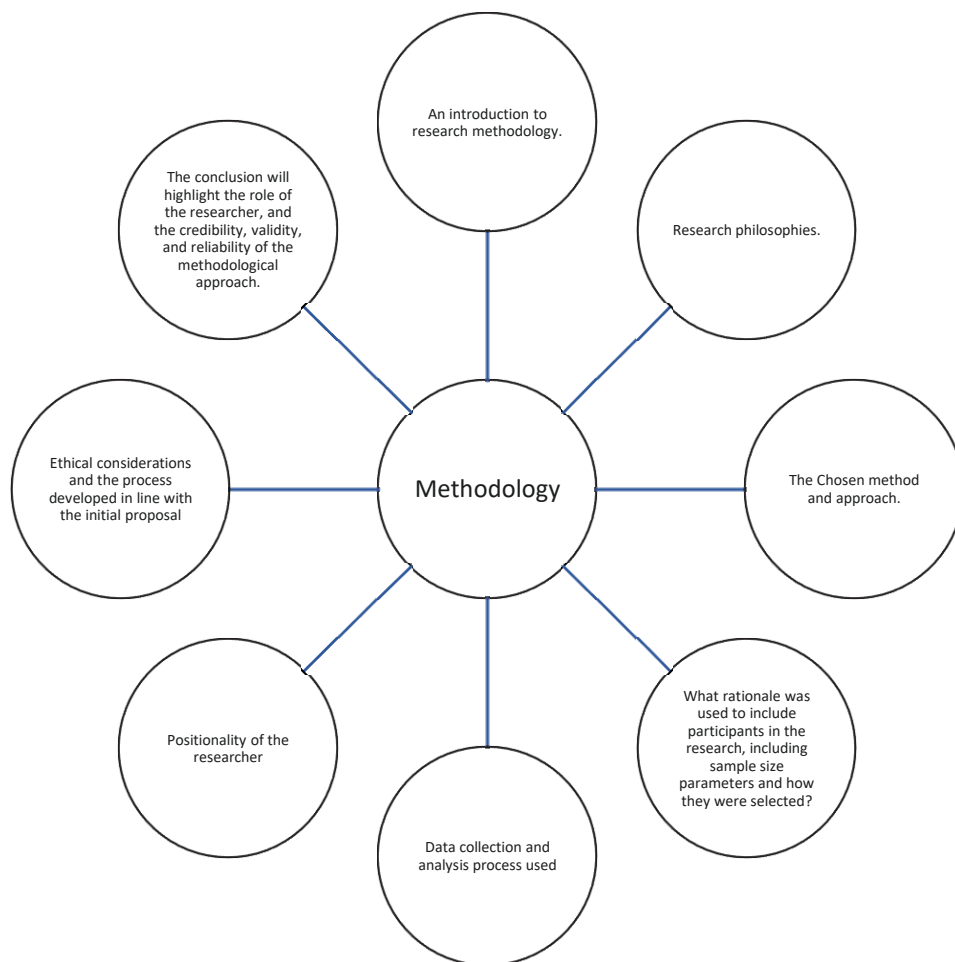 An introduction to
research methodology.
Research philosophies.
The Chosen method
and approach.
What rationale was
used to include
participants in the
research, including
sample size
parameters and how
they were selected?
Data collection and
analysis process used
Positionality of the
researcher
Ethical considerations
and the process
developed in line with
the initial proposal
The conclusion will
highlight the role of
the researcher, and
the credibility, validity,
and reliability of the
methodological
approach.
Methodology